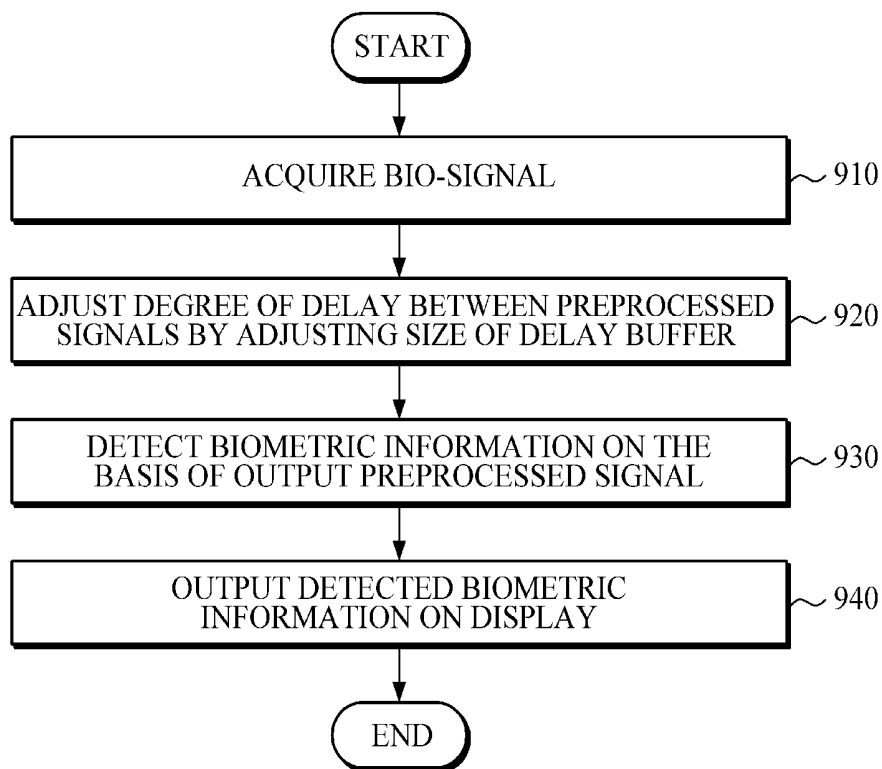 START
ACQUIRE BIO-SIGNAL
910
ADJUST DEGREE OF DELAY BETWEEN PREPROCESSED
SIGNALS BY ADJUSTING SIZE OF DELAY BUFFER
920
DETECT BIOMETRIC INFORMATION ON THE
BASIS OF OUTPUT PREPROCESSED SIGNAL
930
OUTPUT DETECTED BIOMETRIC
INFORMATION ON DISPLAY
940
END